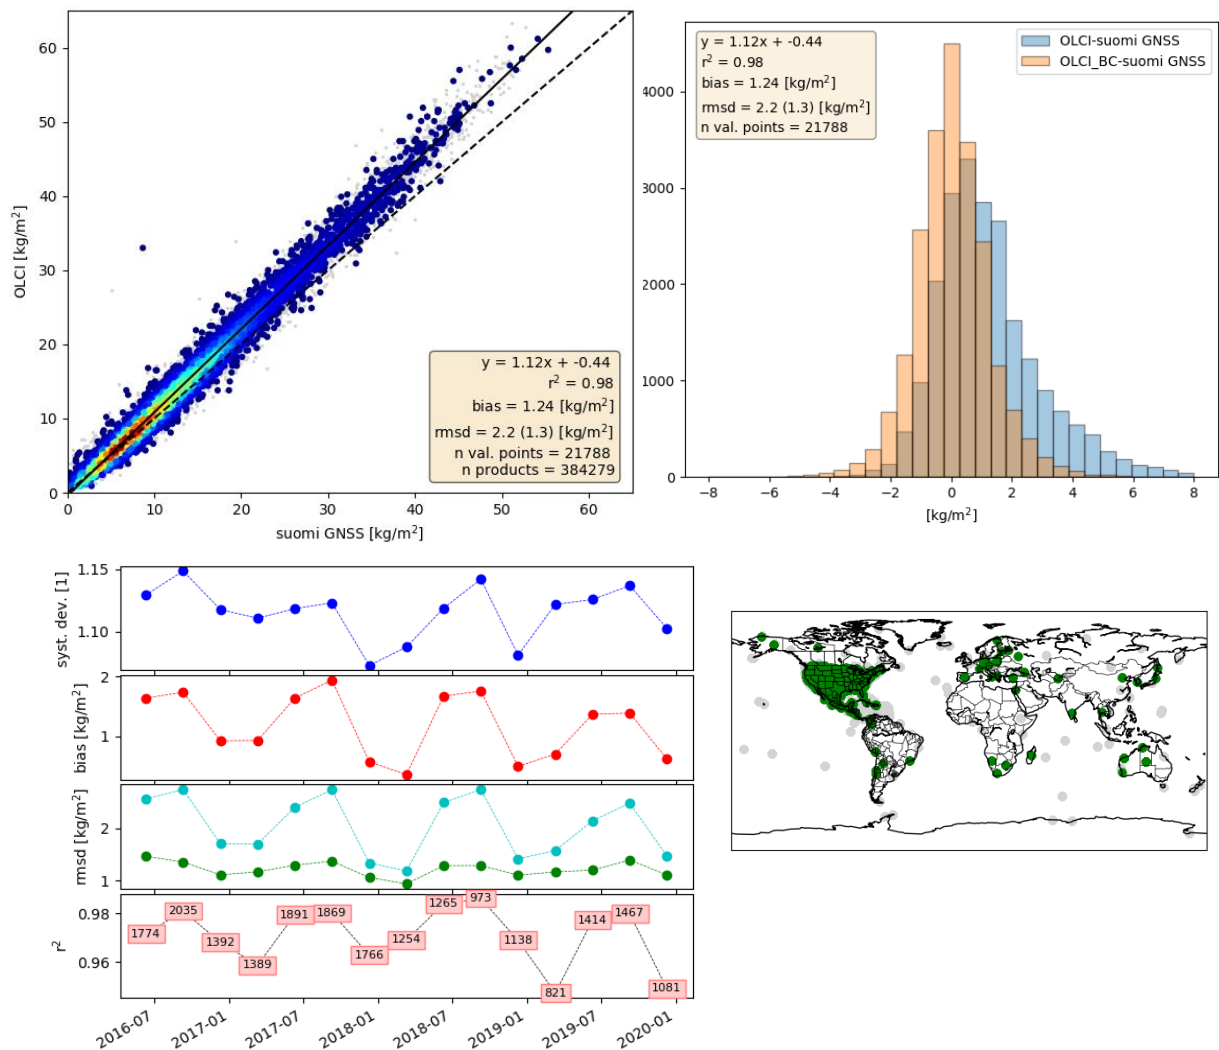 60
50
40
30
20
10
0
OLCI [kg/m²]
y = 1.12x + -0.44
r² = 0.98
bias = 1.24 [kg/m²]
rmsd = 2.2 (1.3) [kg/m²]
n val. points = 21788
n products = 384279
0 10 20 30 40 50 60
suomi GNSS [kg/m²]
y = 1.12x + -0.44
r² = 0.98
bias = 1.24 [kg/m²]
rmsd = 2.2 (1.3) [kg/m²]
n val. points = 21788
OLCI-suomi GNSS
OLCI_BC-suomi GNSS
4000
3000
2000
1000
0
−8 −6 −4 −2 0 2 4 6 8
[kg/m²]
syst. dev. [1]
1.15
1.10
bias [kg/m²]
2
1
rmsd [kg/m²]
2
1
r²
0.98
0.96
1774
2035
1392
1389
1891
1869
1766
1254
1265
973
1138
821
1414
1467
1081
2016-07
2017-01
2017-07
2018-01
2018-07
2019-01
2019-07
2020-01